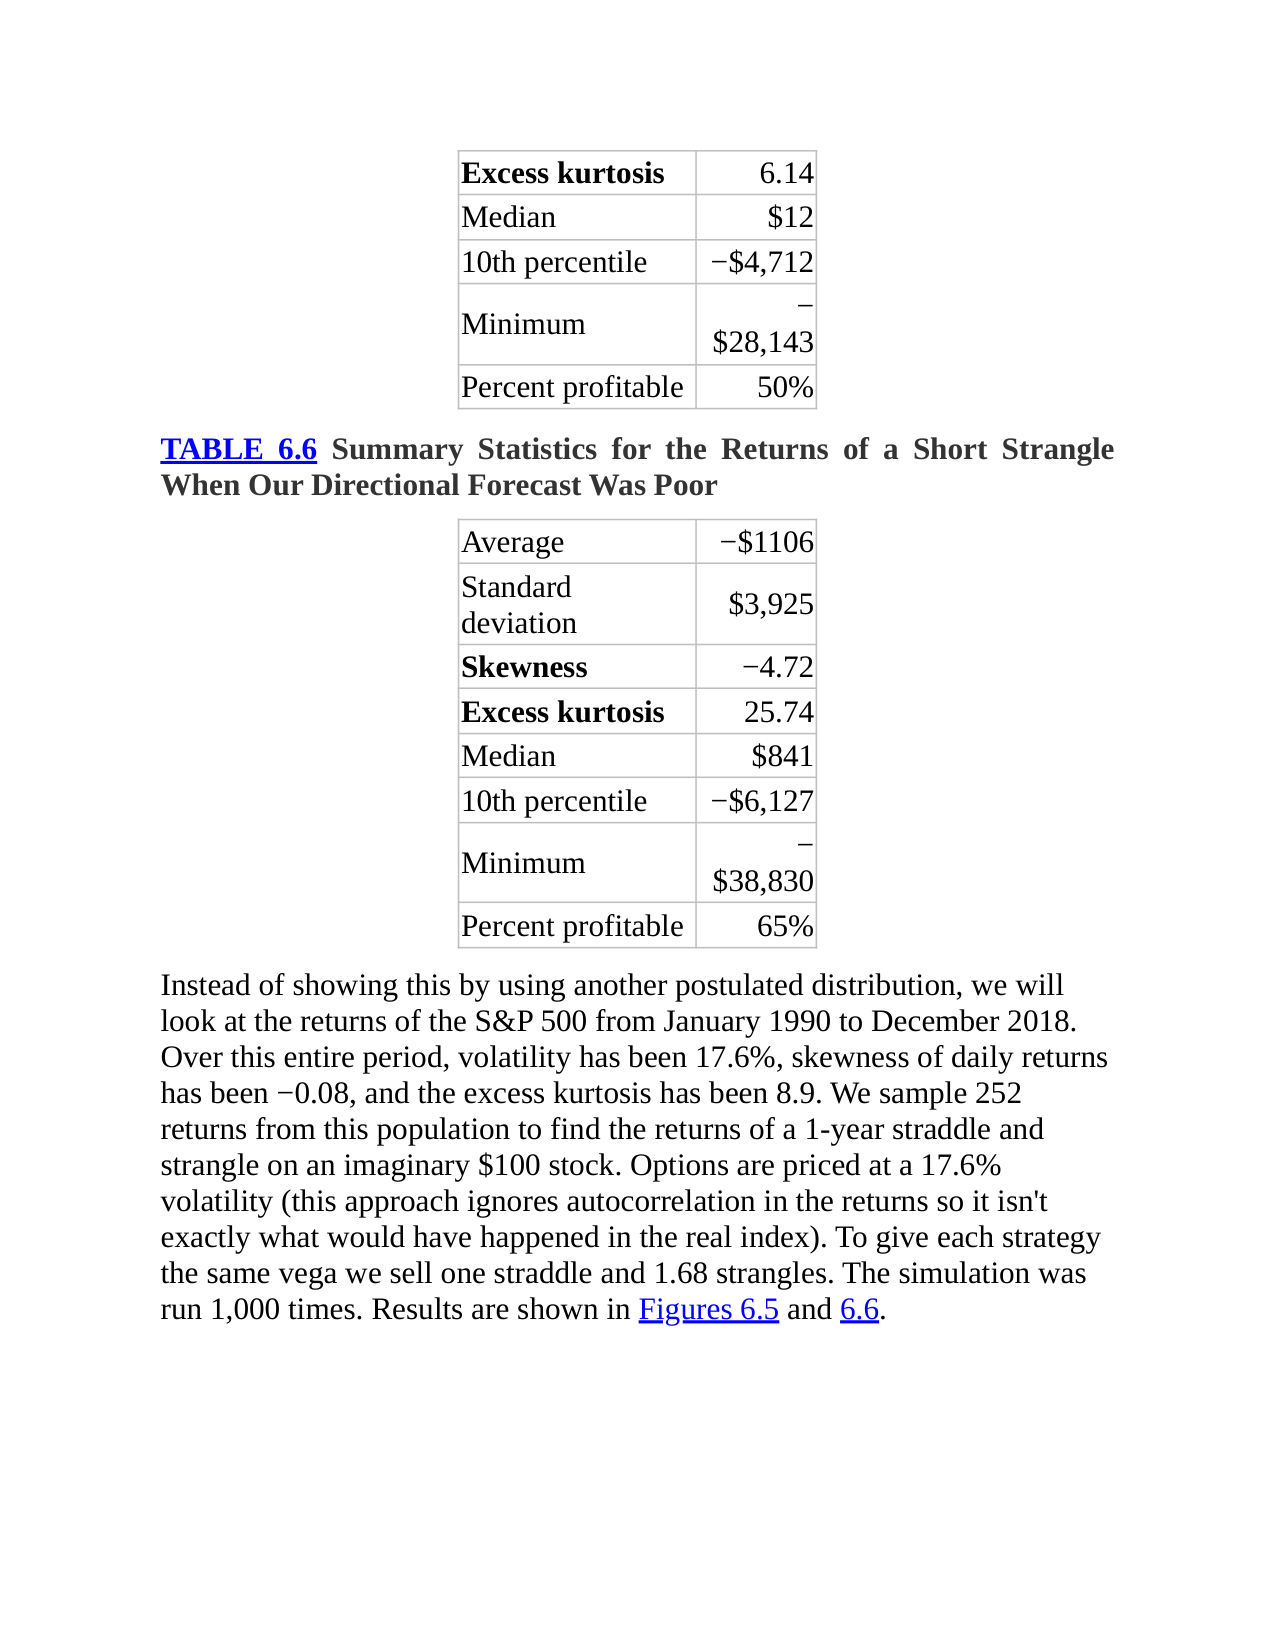 Excess kurtosis 6.14
Median $12
10th percentile −$4,712
Minimum −
$28,143
Percent profitable 50%
TABLE 6.6 Summary Statistics for the Returns of a Short Strangle
When Our Directional Forecast Was Poor
Average −$1106
Standard
deviation $3,925
Skewness −4.72
Excess kurtosis 25.74
Median $841
10th percentile −$6,127
Minimum −
$38,830
Percent profitable 65%
Instead of showing this by using another postulated distribution, we will
look at the returns of the S&P 500 from January 1990 to December 2018.
Over this entire period, volatility has been 17.6%, skewness of daily returns
has been −0.08, and the excess kurtosis has been 8.9. We sample 252
returns from this population to find the returns of a 1-year straddle and
strangle on an imaginary $100 stock. Options are priced at a 17.6%
volatility (this approach ignores autocorrelation in the returns so it isn't
exactly what would have happened in the real index). To give each strategy
the same vega we sell one straddle and 1.68 strangles. The simulation was
run 1,000 times. Results are shown in Figures 6.5 and 6.6.